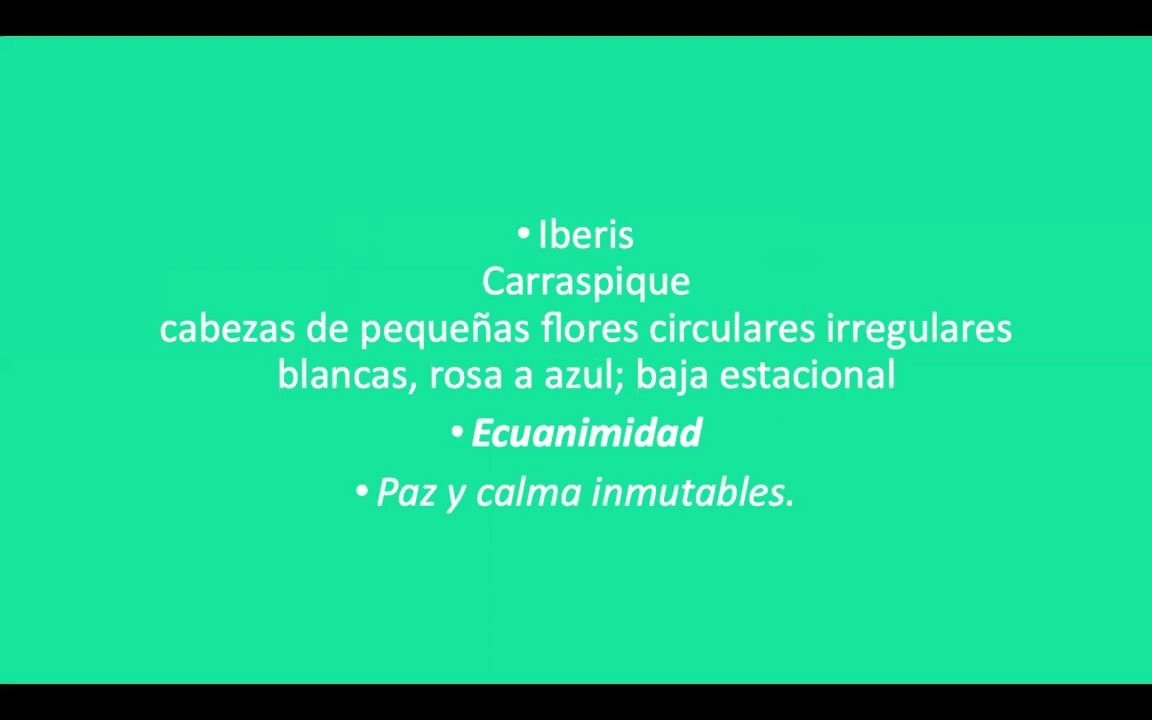 • Iberis
Carraspique
cabezas de pequeñas flores circulares irregulares
blancas, rosa a azul; baja estacional
• Ecuanimidad
• Paz y calma inmutables.